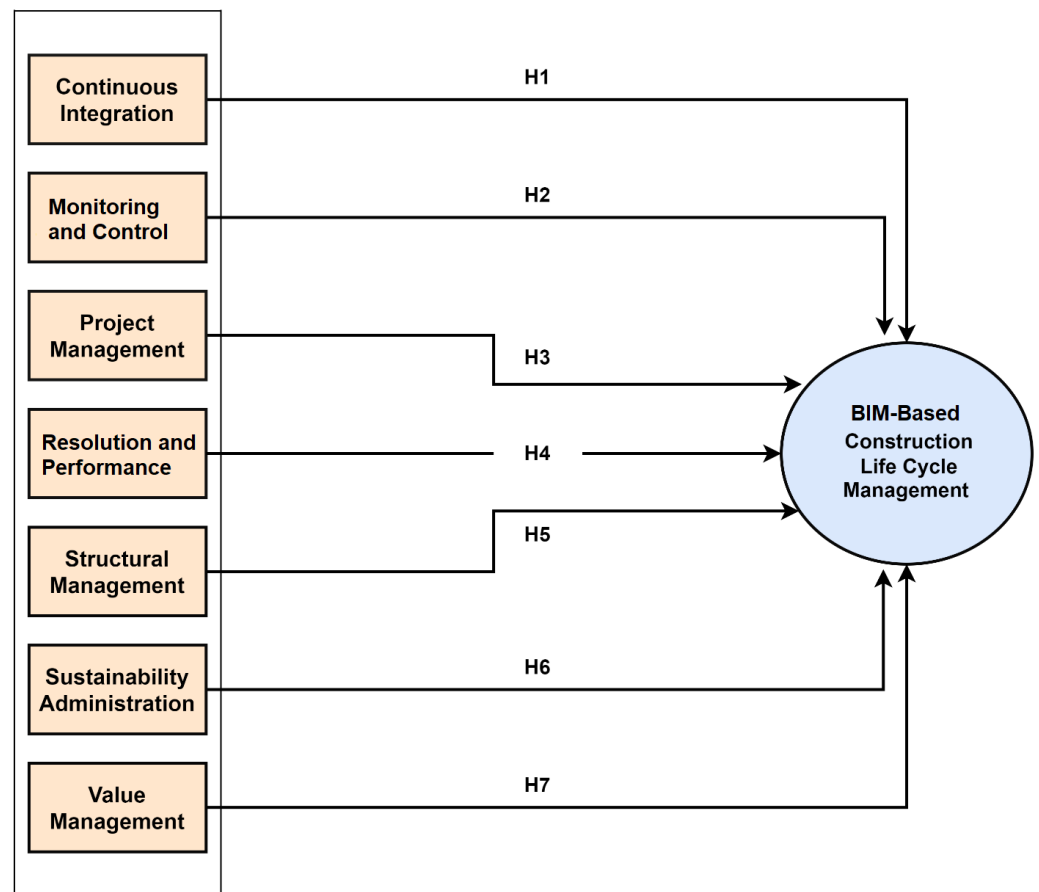 Continuous
Integration
H1
Monitoring
and Control
H2
Project
Management
H3
Resolution and
Performance
H4
Structural
Management
H5
Sustainability
Administration
H6
Value
Management
H7
BIM-Based
Construction
Life Cycle
Management